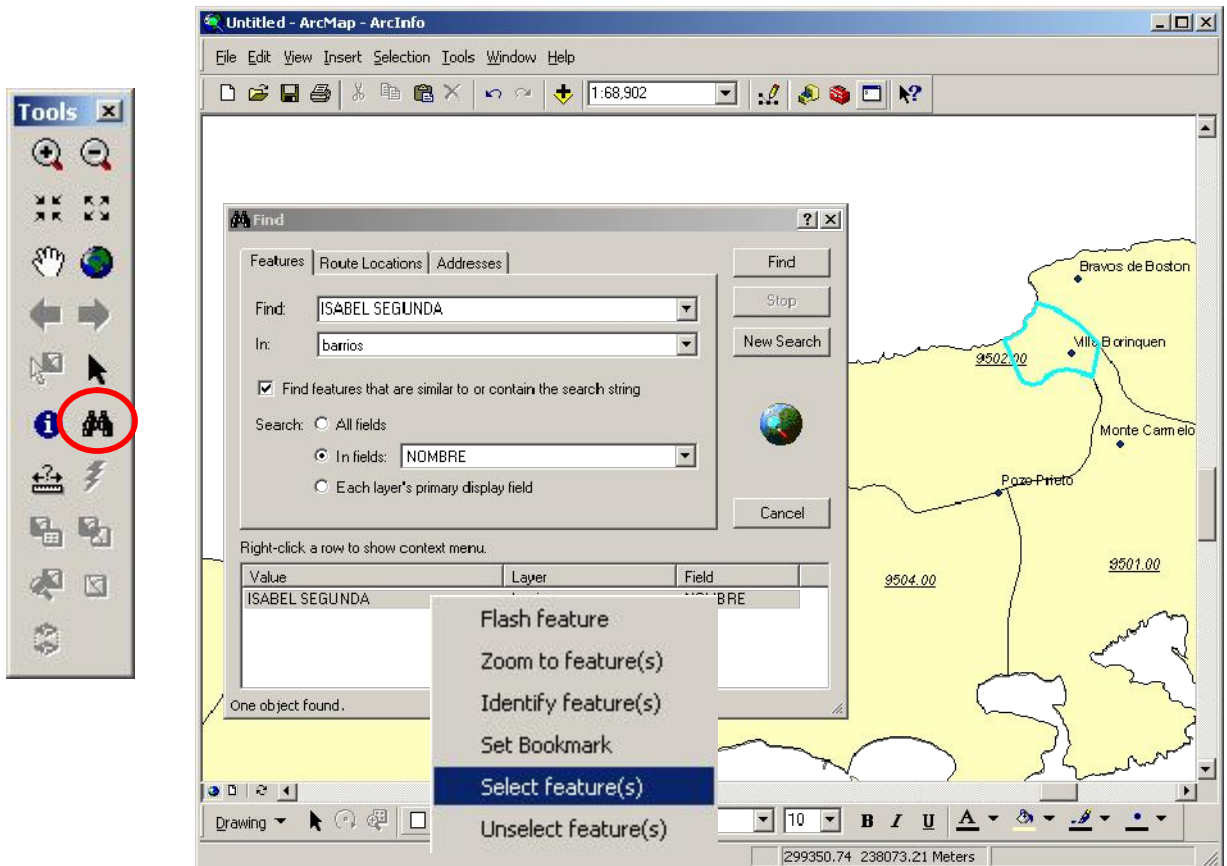 Tools
Untitled - ArcMap - ArcInfo
File Edit View Insert Selection Tools Window Help
1:68,902
Find
Features Route Locations Addresses
Find
Find: ISABEL SEGUNDA
Stop
In: barrios
New Search
Find features that are similar to or contain the search string
Search: All fields
In fields: NOMBRE
Each layer's primary display field
Cancel
Right-click a row to show context menu.
Value Layer Field
ISABEL SEGUNDA
One object found.
Flash feature
Zoom to feature(s)
Identify feature(s)
Set Bookmark
Select feature(s)
Unselect feature(s)
Bravos de Boston
Villa Borinquen
9502.00
Monte Carmelo
Pozo Prieto
9504.00
9501.00
Drawing
10 B I U A
299350.74 238073.21 Meters